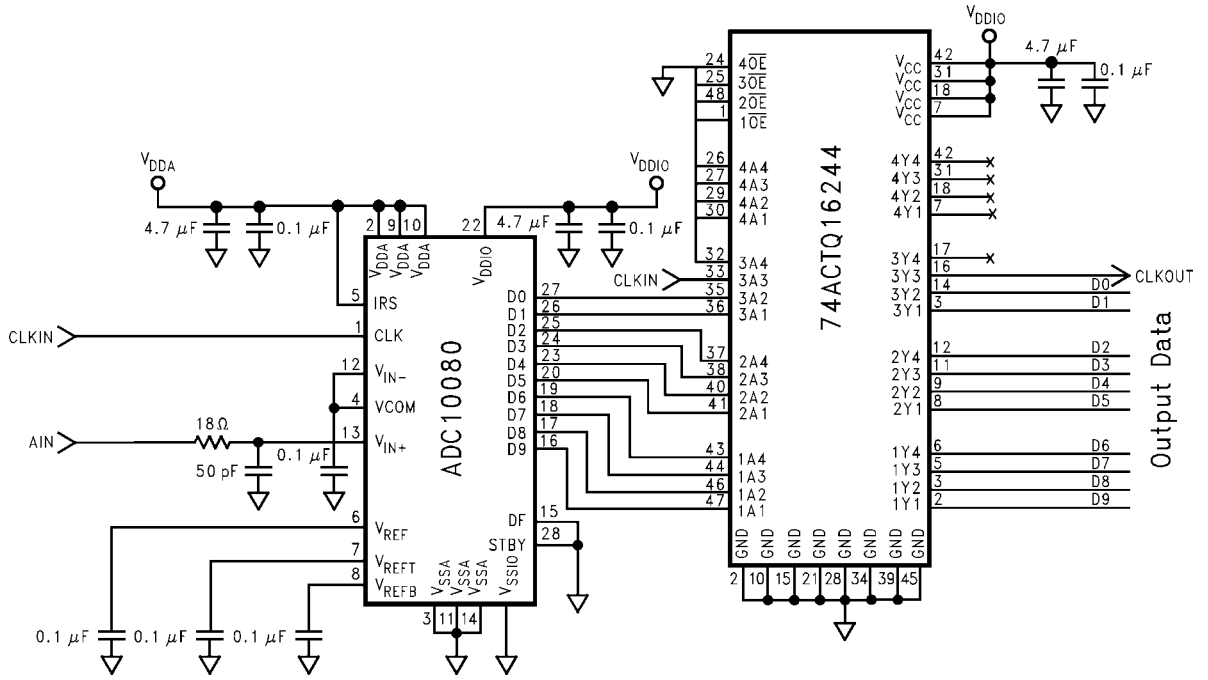 VDDIO
4.7 μF
0.1 μF
24 4OE
25 3OE
48 2OE
1 1OE
26 4A4
27 4A3
29 4A2
30 4A1
32 3A4
CLKIN 33 3A3
35 3A2
36 3A1
37 2A4
38 2A3
40 2A2
41 2A1
43 1A4
44 1A3
46 1A2
47 1A1
74ACTQ16244
VCC 42
VCC 31
VCC 18
VCC 7
4Y4 42
4Y3 31
4Y2 18
4Y1 7
3Y4 17
3Y3 16 CLKOUT
3Y2 14 D0
3Y1 3 D1
2Y4 12 D2
2Y3 11 D3
2Y2 9 D4
2Y1 8 D5
1Y4 6 D6
1Y3 5 D7
1Y2 3 D8
1Y1 2 D9
Output Data
GND GND GND GND GND GND GND GND
2 10 15 21 28 34 39 45
VDDA
4.7 μF
0.1 μF
VDDIO
4.7 μF
0.1 μF
2 9 10 22
VDDA VDDA VDDA VDDIO
5 IRS
CLKIN 1 CLK
12 VIN-
4 VCOM
AIN 18Ω 13 VIN+
50 pF
0.1 μF
6 VREF
7 VREFT
8 VREFB
0.1 μF 0.1 μF 0.1 μF
ADC10080
D0 27
D1 26
D2 25
D3 24
D4 23
D5 20
D6 19
D7 18
D8 17
D9 16
DF 15
STBY 28
VSSA VSSA VSSA VSSIO
3 11 14